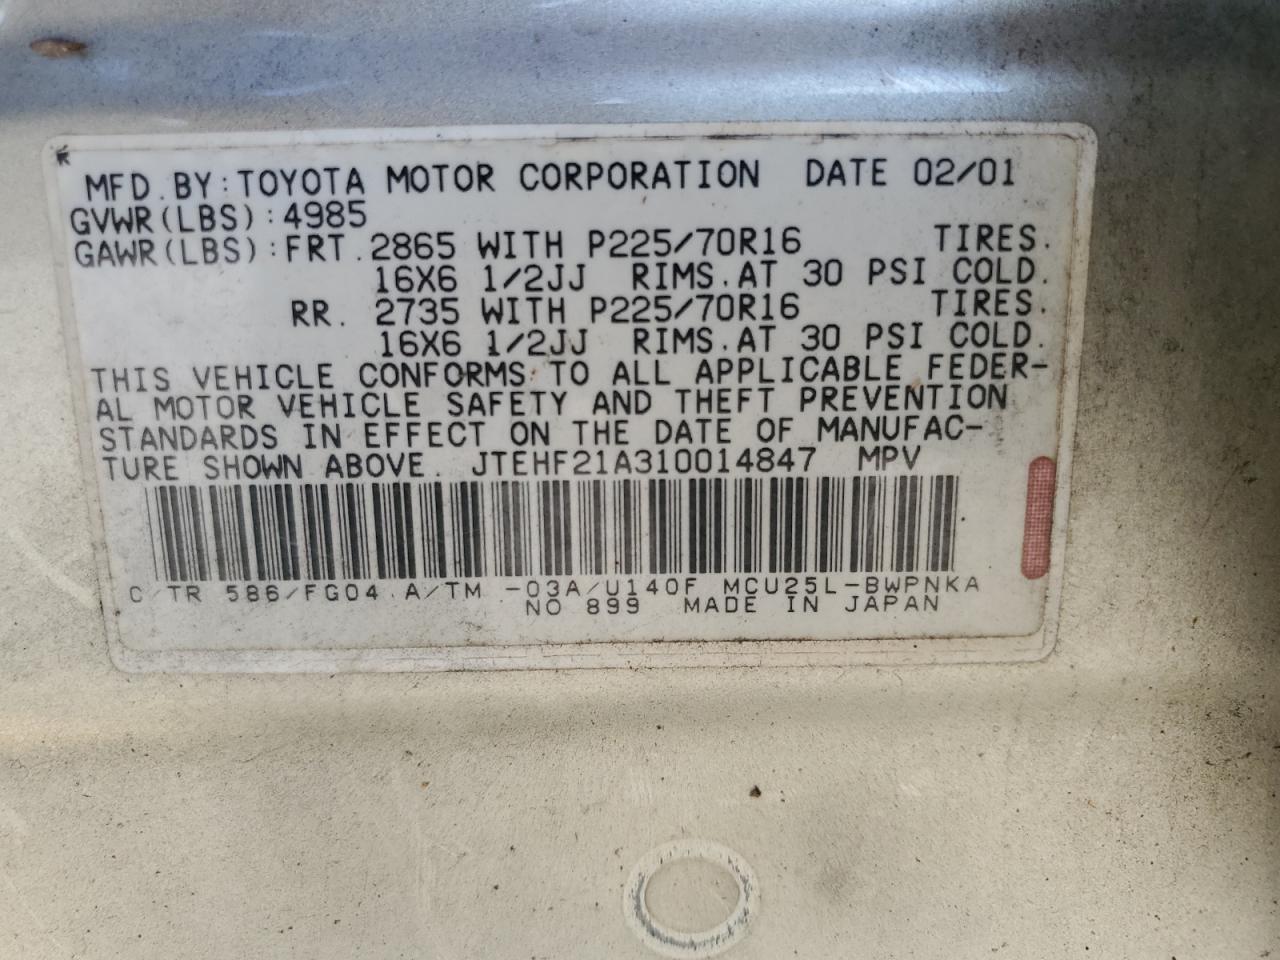 MFD. BY: TOYOTA MOTOR CORPORATION DATE 02/01
GVWR(LBS): 4985
GAWR(LBS): FRT. 2865 WITH P225/70R16 TIRES.
16X6 1/2JJ RIMS. AT 30 PSI COLD.
RR. 2735 WITH P225/70R16 TIRES.
16X6 1/2JJ RIMS. AT 30 PSI COLD.
THIS VEHICLE CONFORMS TO ALL APPLICABLE FEDER-
AL MOTOR VEHICLE SAFETY AND THEFT PREVENTION
STANDARDS IN EFFECT ON THE DATE OF MANUFAC-
TURE SHOWN ABOVE. JTEHF21A310014847 MPV
C/TR 586/FG04 A/TM -03A/U140F MCU25L-BWPNKA
NO 899 MADE IN JAPAN